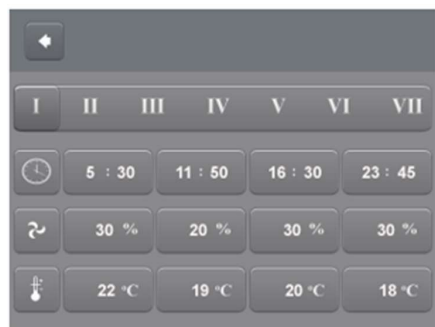 I II III IV V VI VII
5 : 30 11 : 50 16 : 30 23 : 45
30 % 20 % 30 % 30 %
22 °C 19 °C 20 °C 18 °C